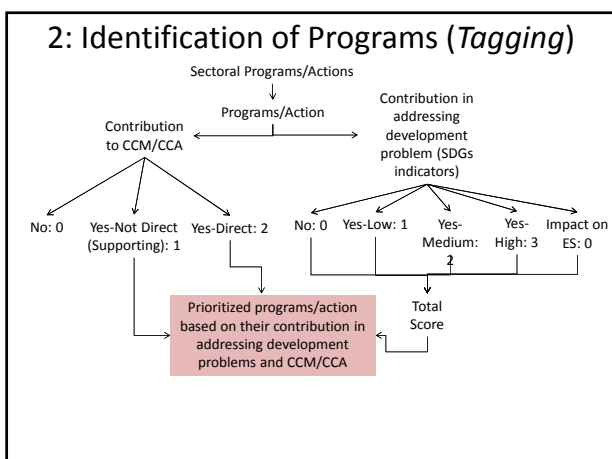 2: Identification of Programs (Tagging)
Sectoral Programs/Actions
Programs/Action
Contribution
to CCM/CCA
Contribution in
addressing
development
problem (SDGs
indicators)
No: 0
Yes-Not Direct
(Supporting): 1
Yes-Direct: 2
No: 0
Yes-Low: 1
Yes-
Medium:
2
Yes-
High: 3
Impact on
ES: 0
Prioritized programs/action
based on their contribution in
addressing development
problems and CCM/CCA
Total
Score